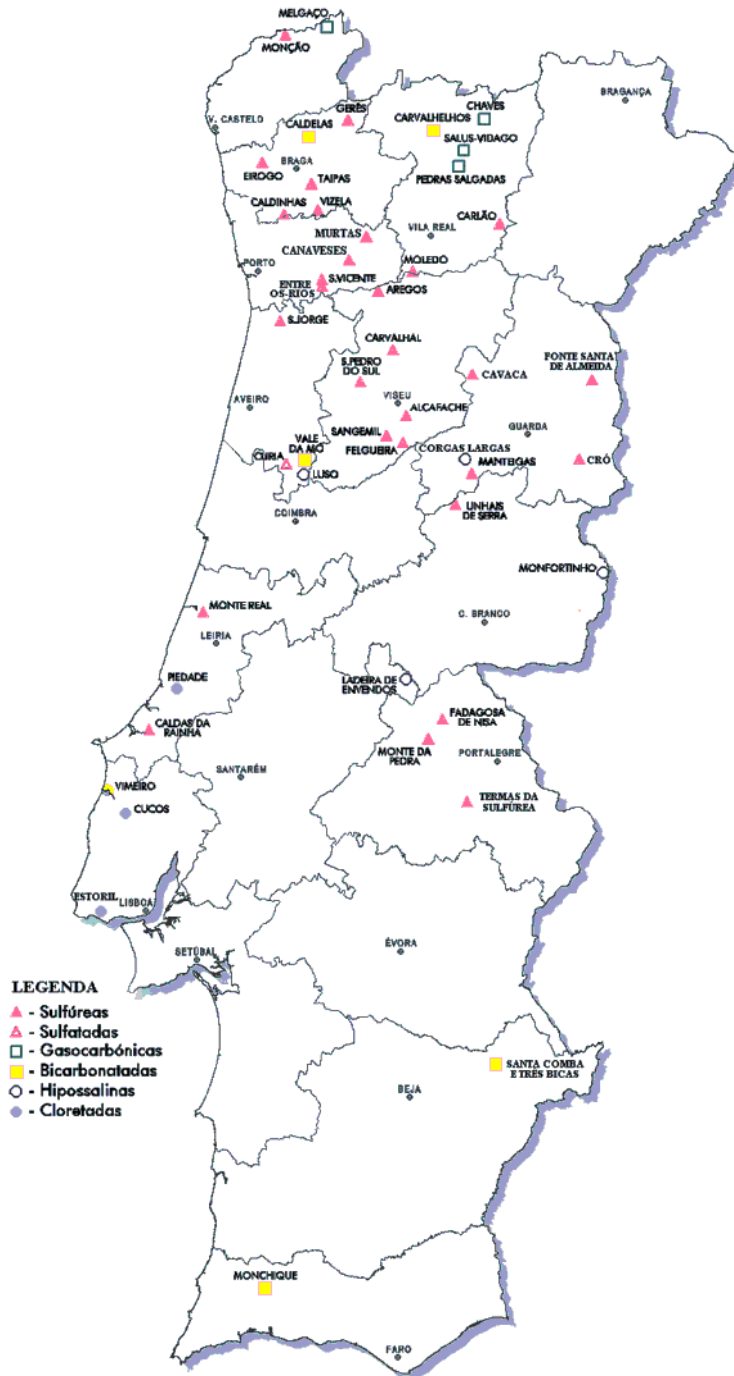 MELGAÇO
MONÇÃO
BRAGANÇA
GERÊS
CHAVES
V. CASTELO
CALDELAS
CARVALHELHOS
SALUS-VIDAGO
BRAGA
EIROGO
TAIPAS
PEDRAS SALGADAS
CALDINHAS
VIZELA
CARLÃO
MURTAS
VILA REAL
CANAVESES
PORTO
MOLEDO
S.VICENTE
ENTRE
OS-RIOS
AREGOS
S.JORGE
CARVALHAL
S.PEDRO
DO SUL
CAVACA
FONTE SANTA
DE ALMEIDA
AVEIRO
VISEU
ALCAFACHE
SANGEMIL
GUARDA
VALE
DA MÓ
FELGUEIRA
CORGAS LARGAS
CURIA
CRÓ
LUSO
MANTEIGAS
UNHAIS
DE SERRA
COIMBRA
MONFORTINHO
MONTE REAL
C. BRANCO
LEIRIA
PIEDADE
LADEIRA DE
ENVENDOS
CALDAS DA
RAINHA
FADAGOSA
DE NISA
MONTE DA
PEDRA
PORTALEGRE
SANTARÉM
VIMEIRO
TERMAS DA
SULFÚREA
CUCOS
ESTORIL
LISBOA
SETÚBAL
ÉVORA
LEGENDA
- Sulfúreas
- Sulfatadas
- Gasocarbónicas
- Bicarbonatadas
- Hipossalinas
- Cloretadas
SANTA COMBA
E TRÊS BICAS
BEJA
MONCHIQUE
FARO